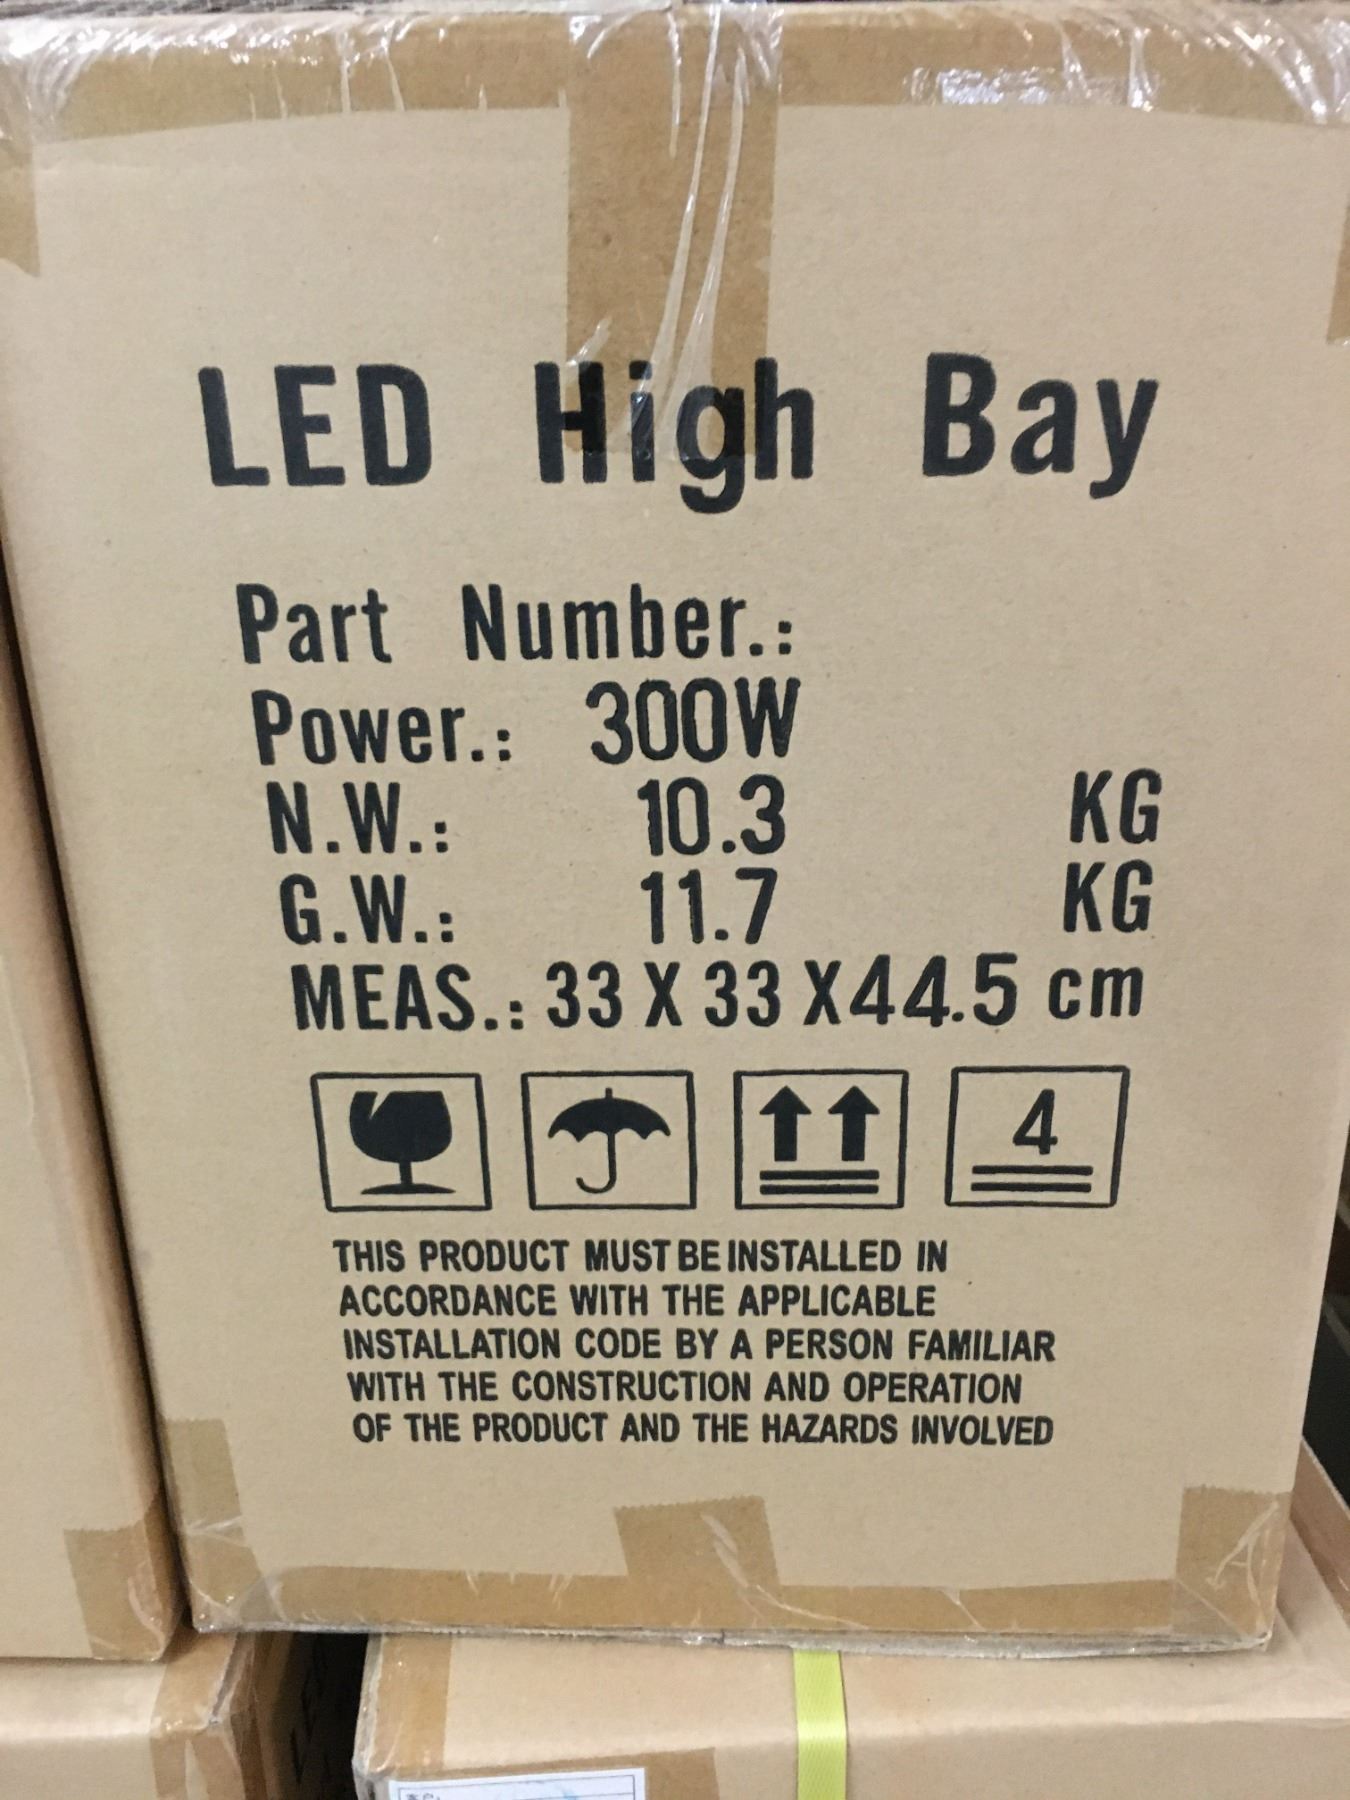 LED High Bay
Part Number.:
Power.: 300W
N.W.: 10.3 KG
G.W.: 11.7 KG
MEAS.: 33 X 33 X44.5 cm
4
THIS PRODUCT MUST BE INSTALLED IN
ACCORDANCE WITH THE APPLICABLE
INSTALLATION CODE BY A PERSON FAMILIAR
WITH THE CONSTRUCTION AND OPERATION
OF THE PRODUCT AND THE HAZARDS INVOLVED